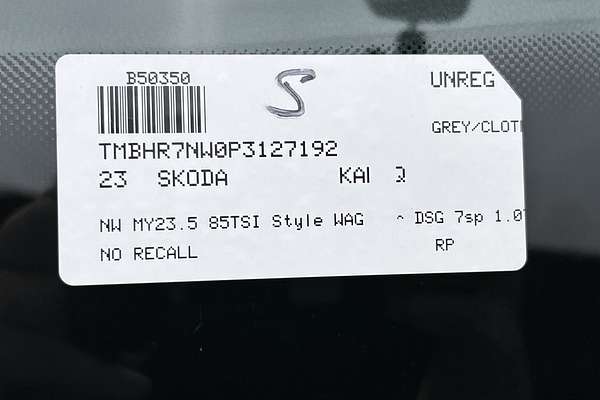 B50350 S UNREG
GREY/CLOT
TMBHR7NW0P3127192
23 SKODA KAI
NW MY23.5 85TSI Style WAG ^ DSG 7sp 1.0
NO RECALL RP